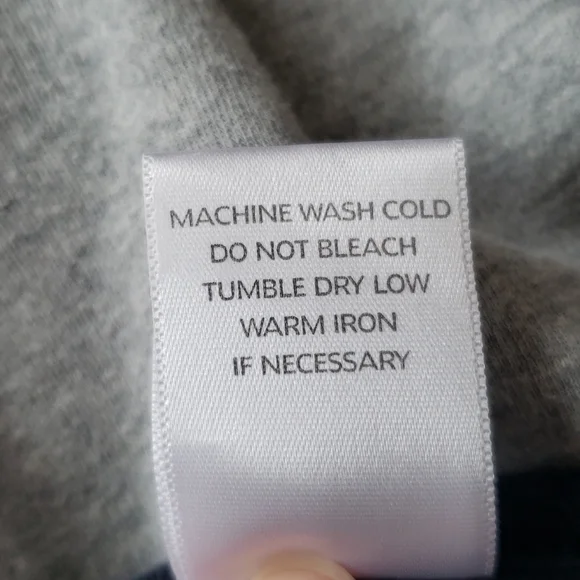 MACHINE WASH COLD
DO NOT BLEACH
TUMBLE DRY LOW
WARM IRON
IF NECESSARY